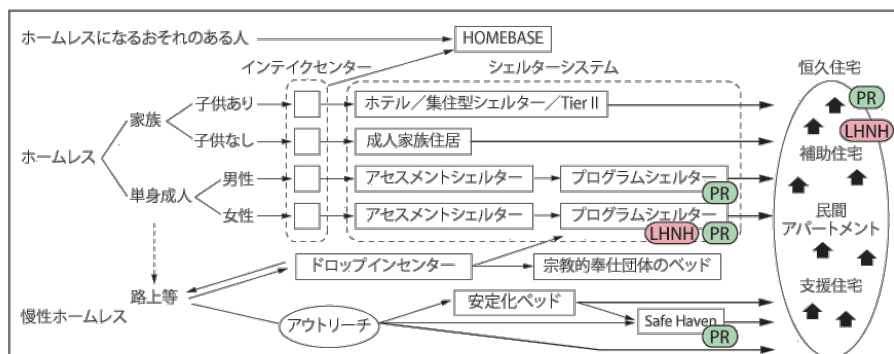 ホームレスになるおそれのある人
HOMEBASE
インテイクセンター
シェルターシステム
恒久住宅
PR
家族
子供あり
ホテル／集住型シェルター／Tier II
LHNH
子供なし
成人家族住居
補助住宅
ホームレス
男性
アセスメントシェルター
プログラムシェルター
PR
単身成人
女性
アセスメントシェルター
プログラムシェルター
LHNH
PR
民間
アパートメント
ドロップインセンター
宗教的奉仕団体のベッド
路上等
慢性ホームレス
安定化ベッド
支援住宅
アウトリーチ
Safe Haven
PR